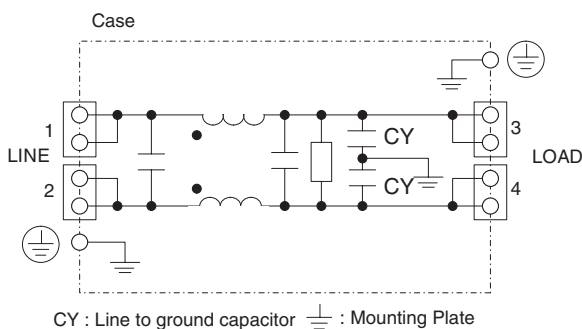 Case
1
3
CY
LINE
LOAD
2
CY
4
CY : Line to ground capacitor : Mounting Plate